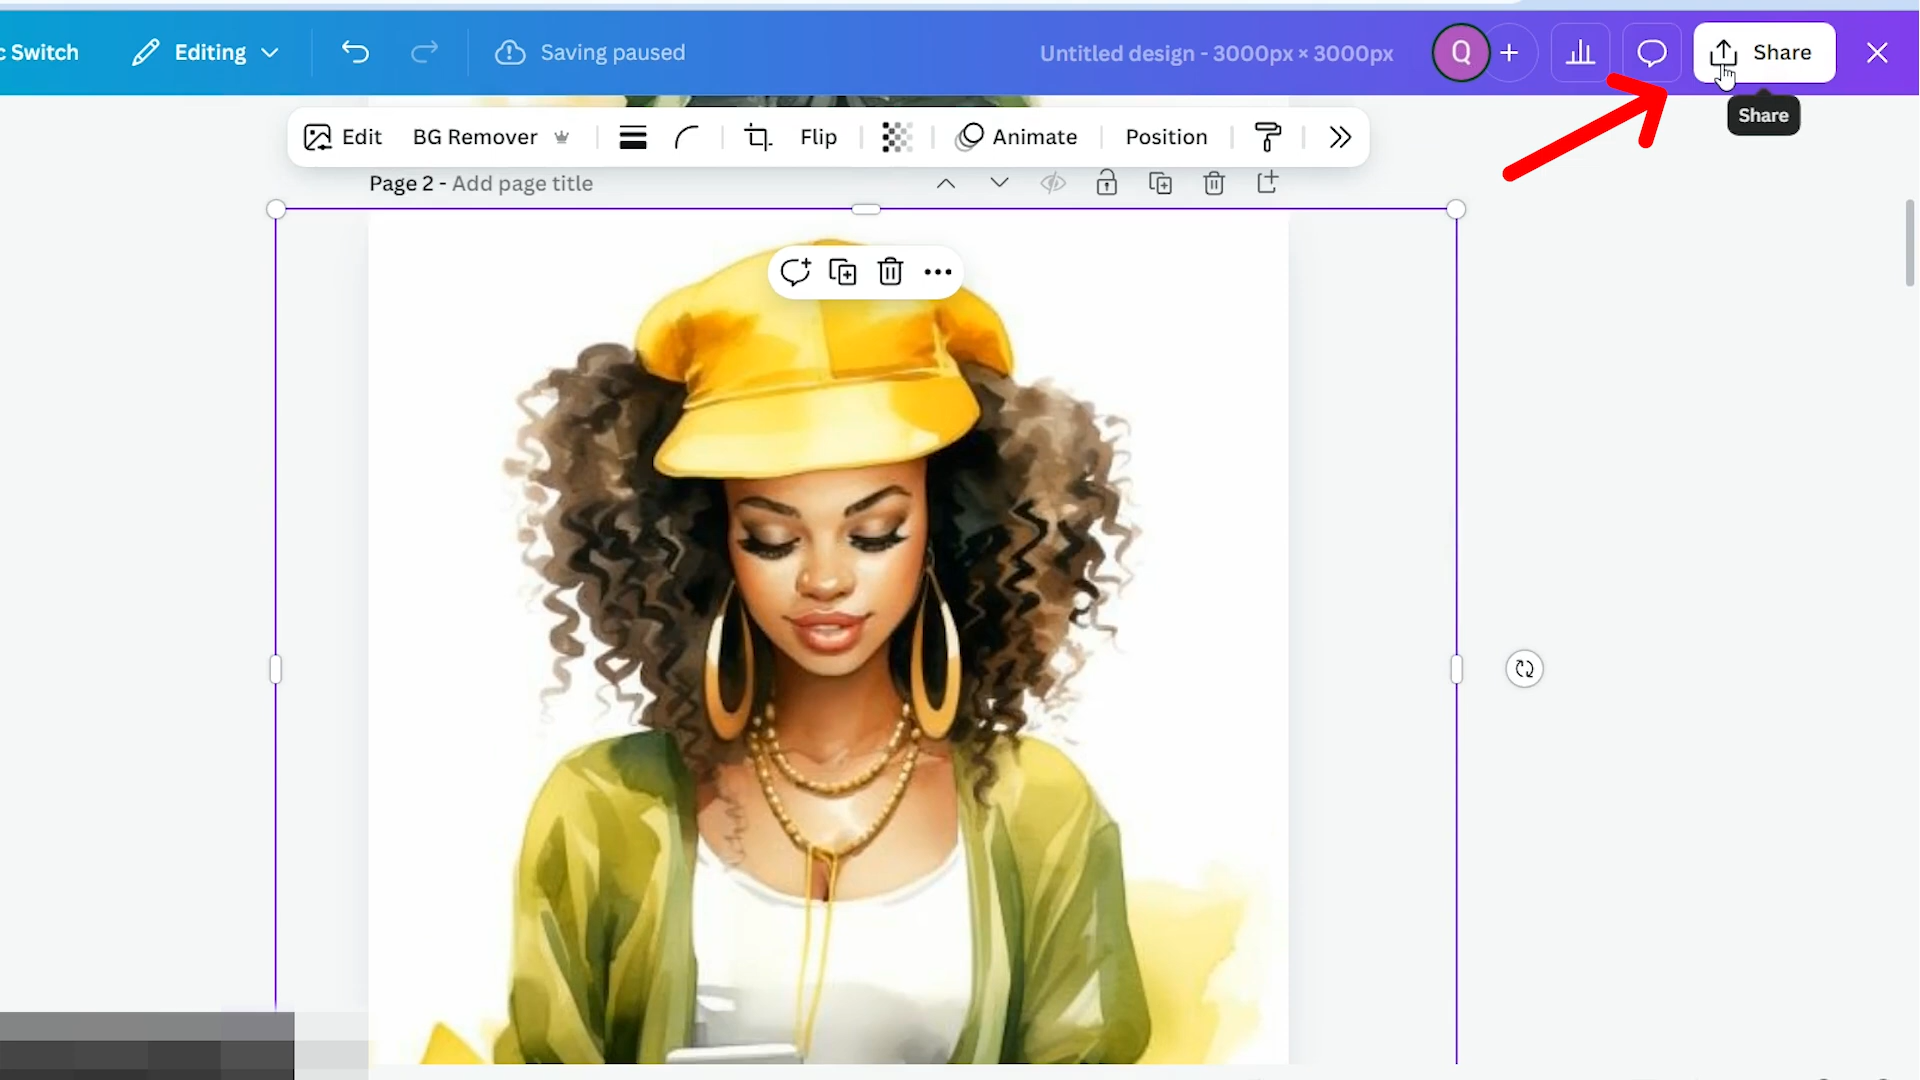 c Switch
Editing
Saving paused
Untitled design - 3000px × 3000px
Q
Share
Share
Edit
BG Remover
Flip
Animate
Position
Page 2 - Add page title